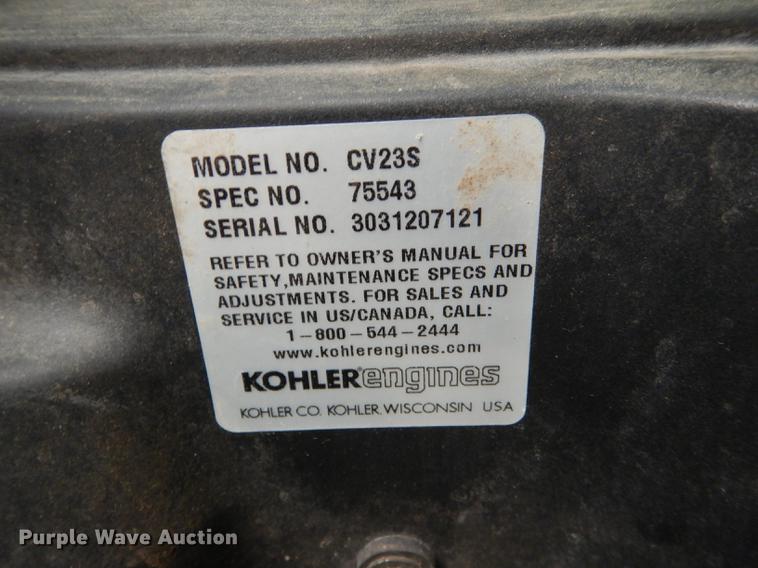 MODEL NO. CV23S
SPEC NO. 75543
SERIAL NO. 3031207121
REFER TO OWNER'S MANUAL FOR
SAFETY,MAINTENANCE SPECS AND
ADJUSTMENTS. FOR SALES AND
SERVICE IN US/CANADA, CALL:
1-800-544-2444
www.kohlerengines.com
KOHLER engines
KOHLER CO. KOHLER, WISCONSIN USA
Purple Wave Auction